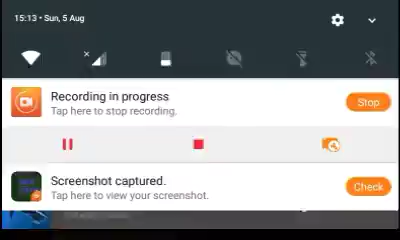 15:13 • Sun, 5 Aug
Recording in progress
Tap here to stop recording.
Stop
Screenshot captured.
Tap here to view your screenshot.
Check